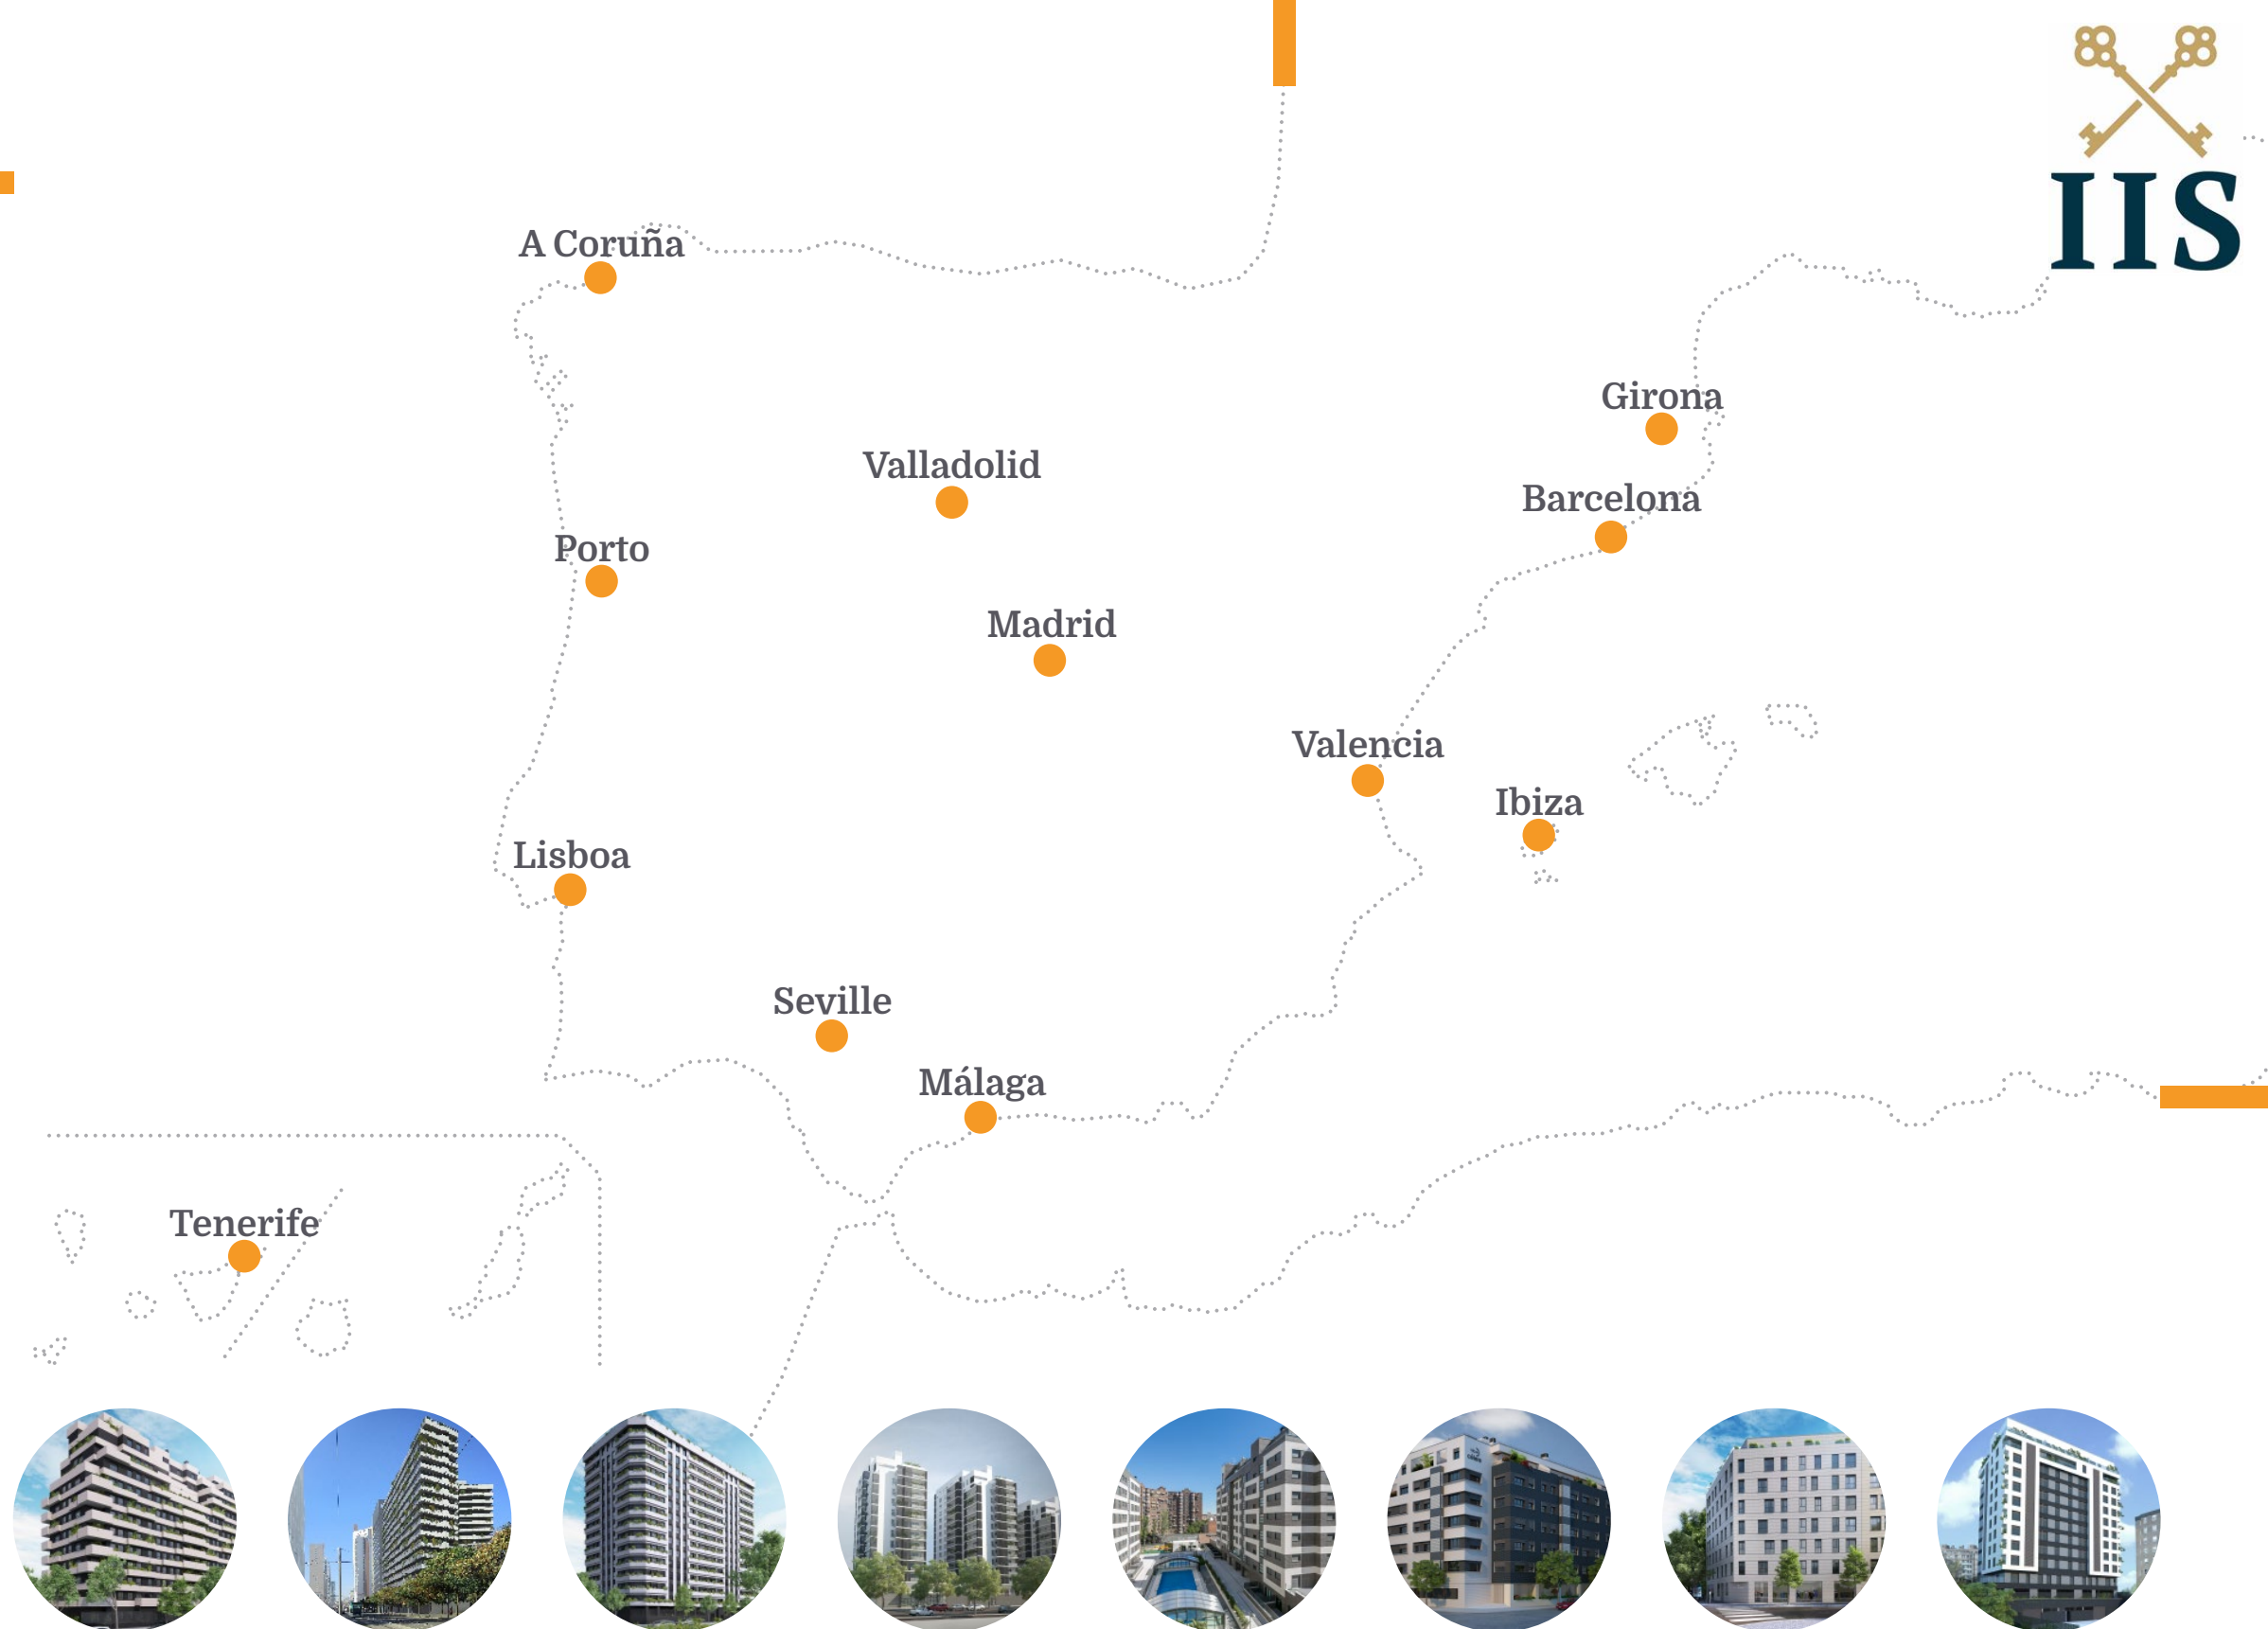 IIS
A Coruña
Girona
Valladolid
Barcelona
Porto
Madrid
Valencia
Ibiza
Lisboa
Seville
Málaga
Tenerife